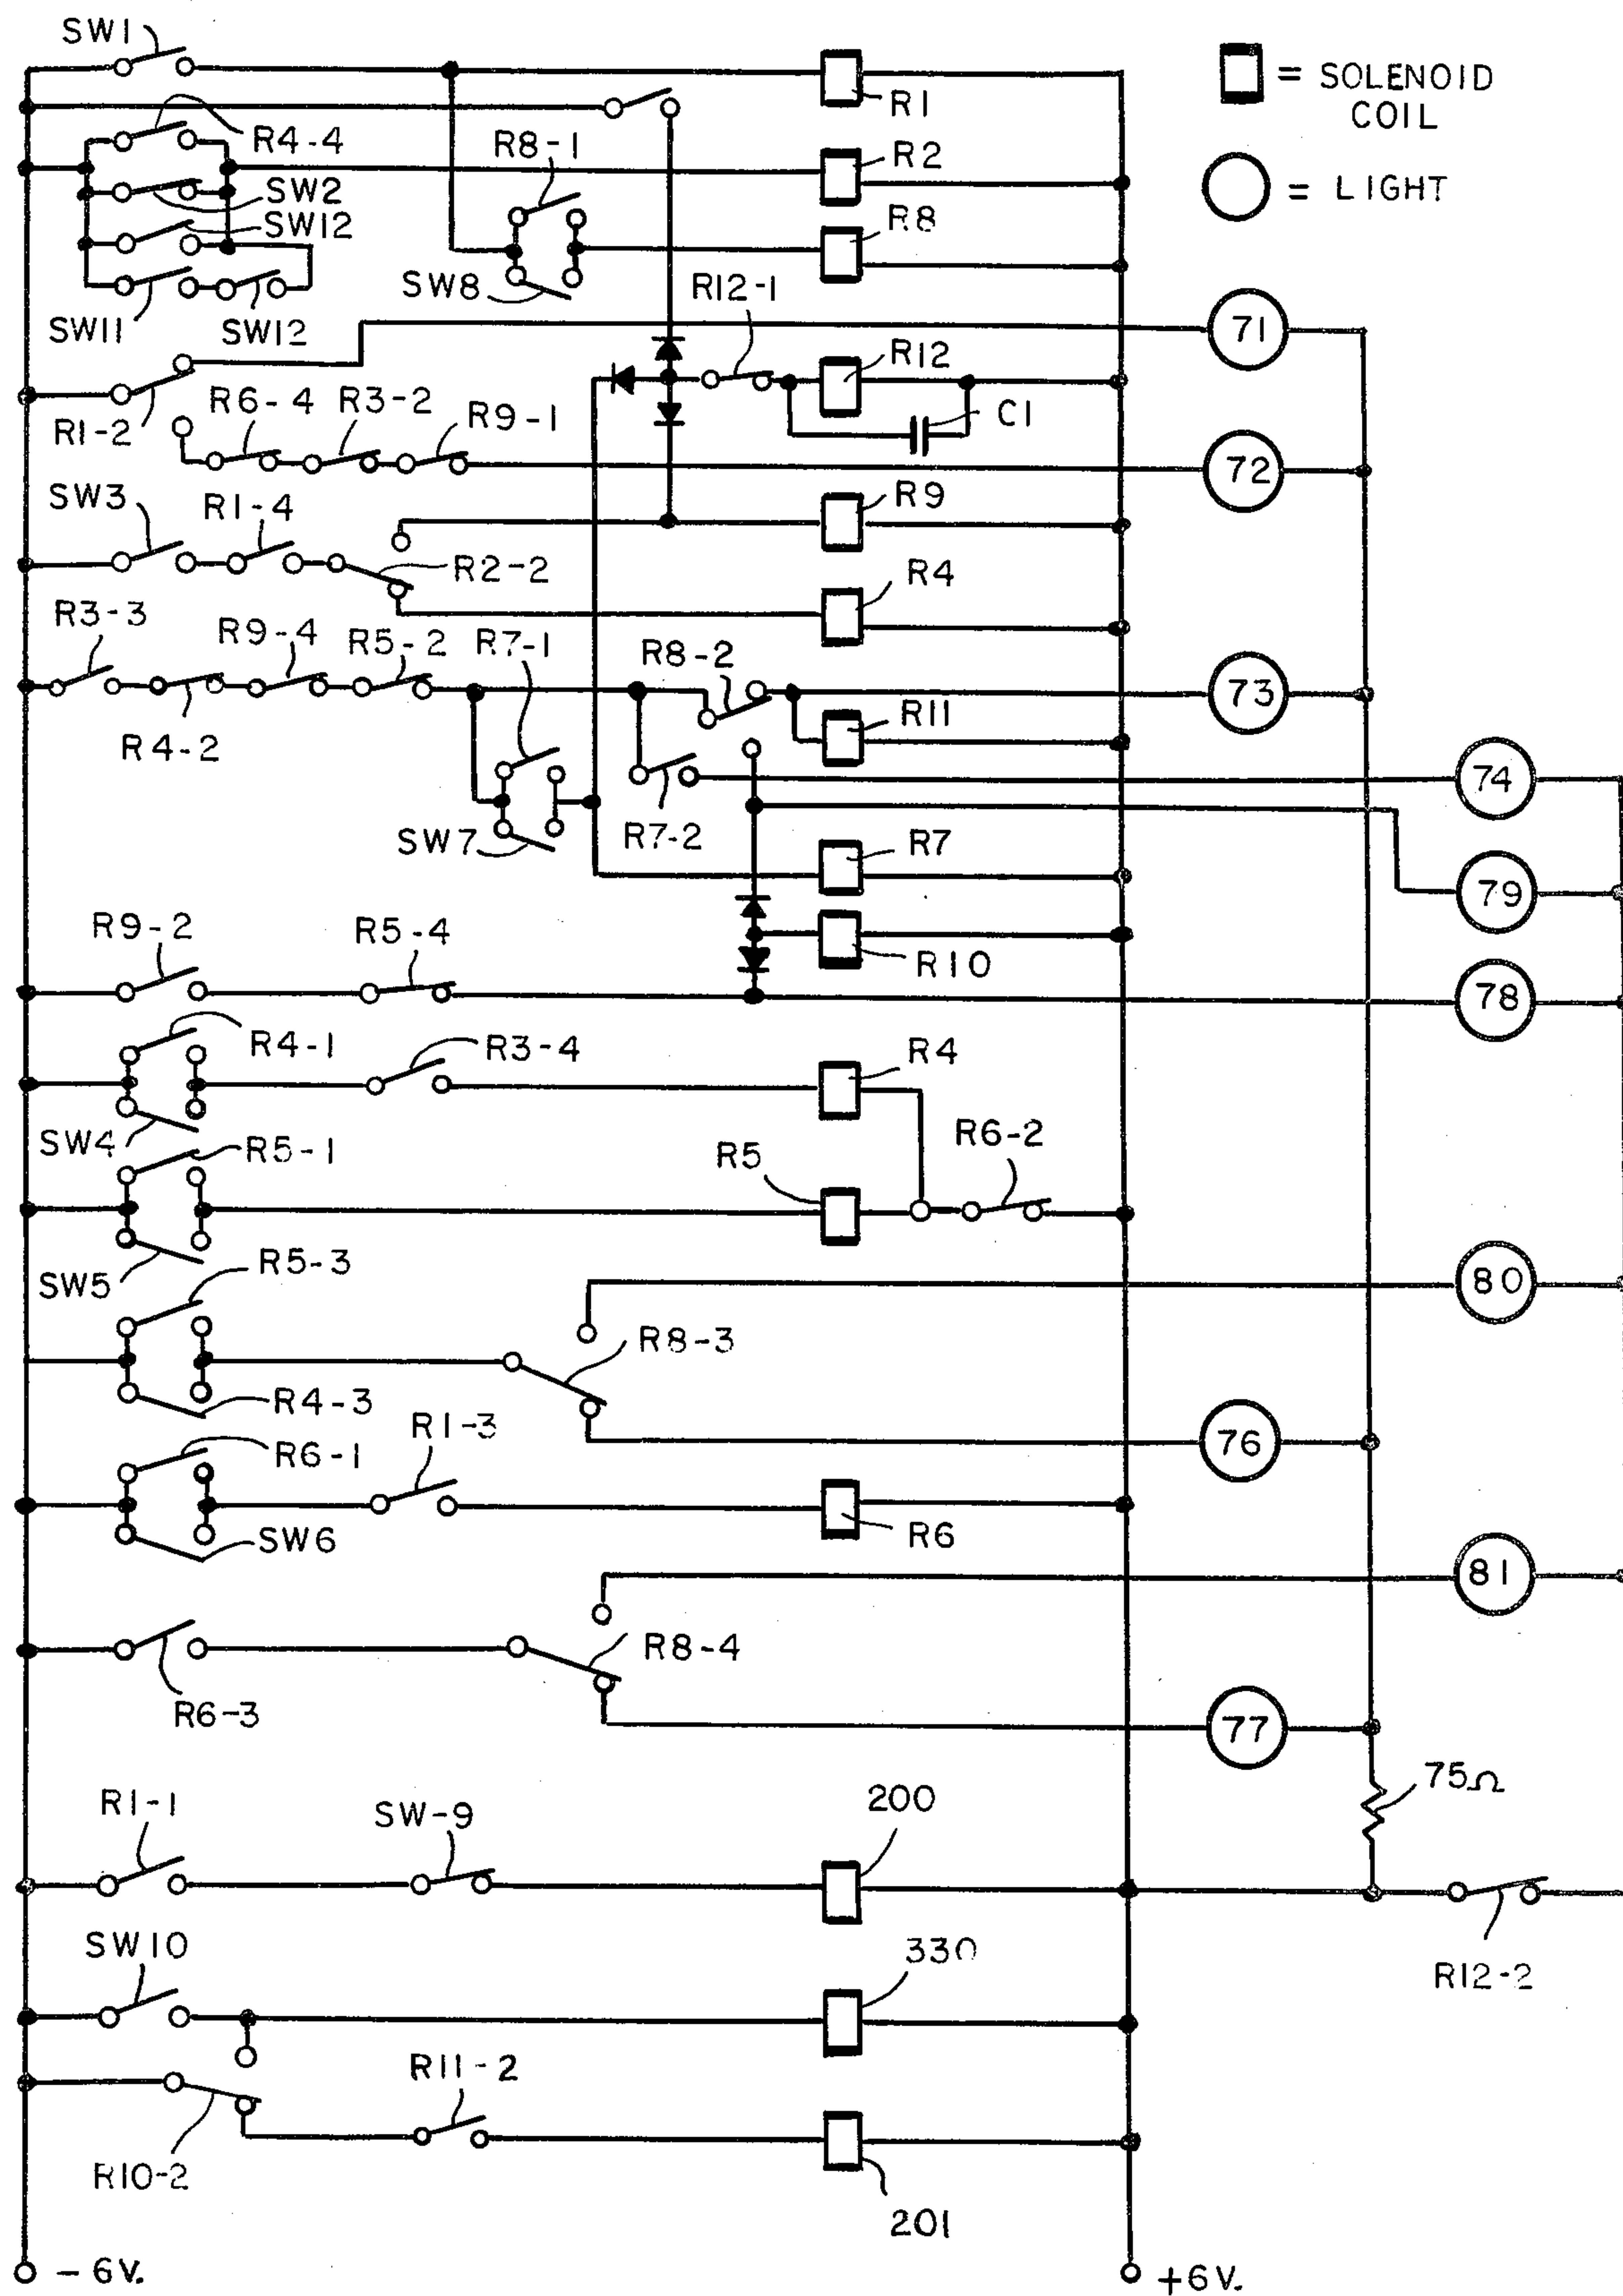 SW1
= SOLENOID
COIL
R1
R4-4
R8-1
R2
SW2
= LIGHT
SW12
R8
SW8
R12-1
SW11
SW12
71
R12
R6-4
R3-2
R9-1
C1
R1-2
72
SW3
R1-4
R9
R2-2
R4
R3-3
R9-4
R5-2
R7-1
R8-2
73
R11
R4-2
74
SW7
R7-2
R7
79
R9-2
R5-4
R10
78
R4-1
R3-4
R4
SW4
R5-1
R5
R6-2
SW5
R5-3
80
R8-3
R4-3
R1-3
76
R6-1
SW6
R6
81
R8-4
R6-3
77
75Ω
R1-1
SW-9
200
SW10
330
R12-2
R11-2
R10-2
201
- 6V.
+6V.